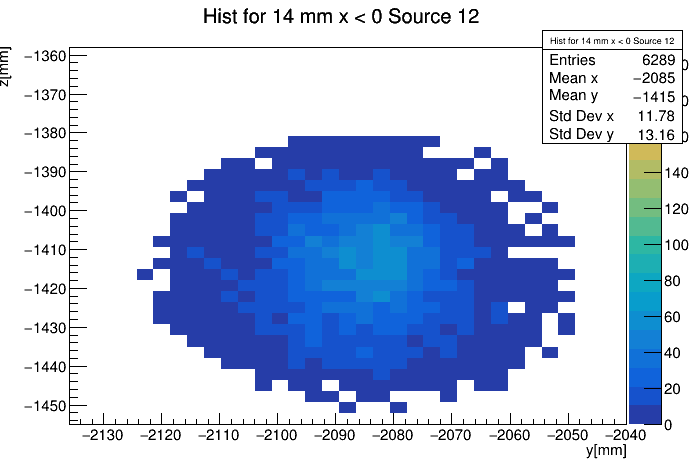 Hist for 14 mm x < 0 Source 12
z[mm]
Hist for 14 mm x < 0 Source 12
Entries 6289
Mean x −2085
Mean y −1415
Std Dev x 11.78
Std Dev y 13.16
−1360
−1370
−1380
−1390
−1400
−1410
−1420
−1430
−1440
−1450
140
120
100
80
60
40
20
0
−2130 −2120 −2110 −2100 −2090 −2080 −2070 −2060 −2050 −2040
y[mm]